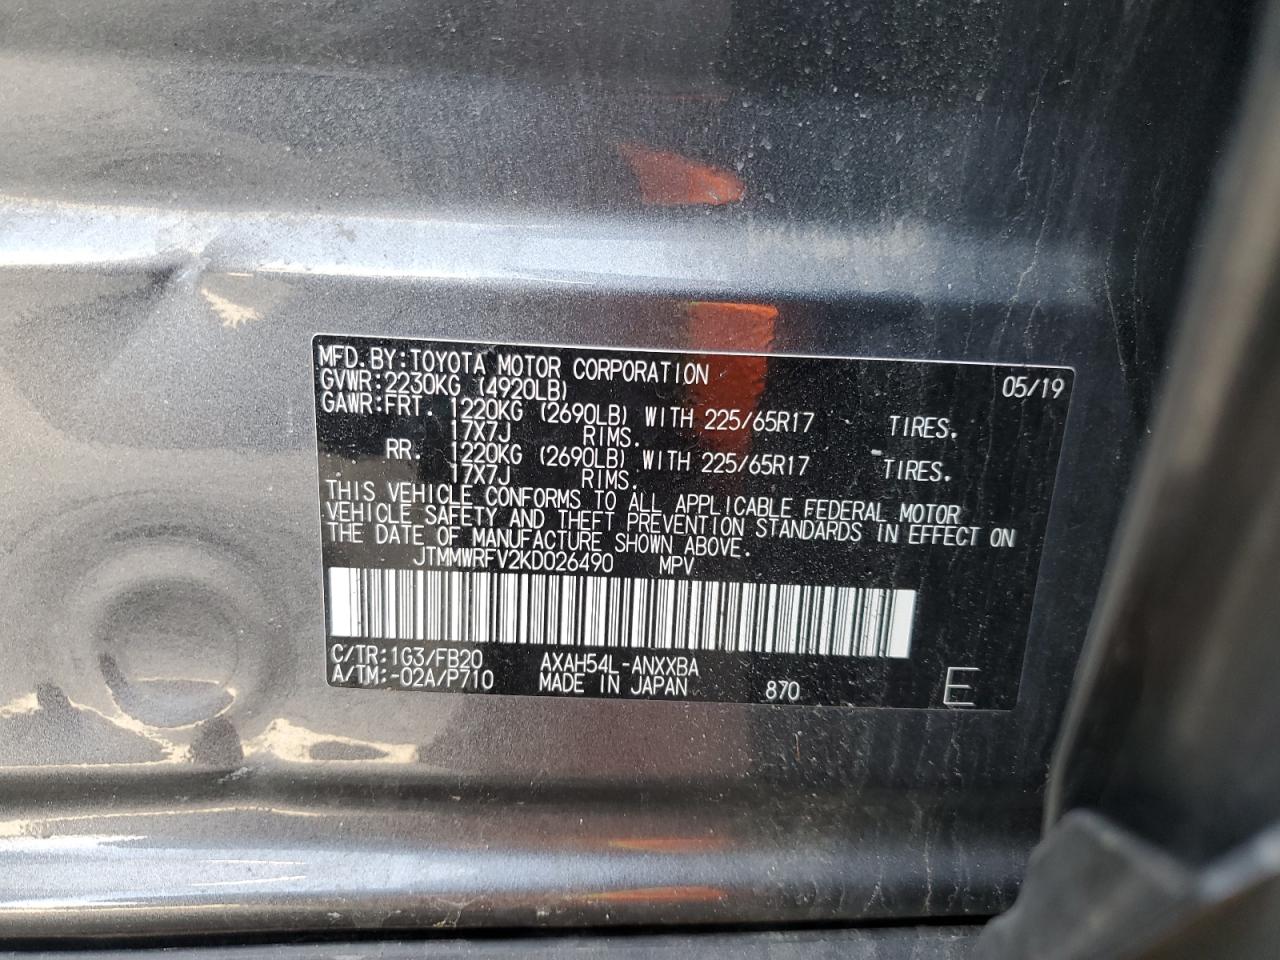 MFD. BY: TOYOTA MOTOR CORPORATION 05/19
GVWR: 2230KG (4920LB)
GAWR: FRT. 1220KG (2690LB) WITH 225/65R17 TIRES.
17X7J RIMS.
RR. 1220KG (2690LB) WITH 225/65R17 TIRES.
17X7J RIMS.
THIS VEHICLE CONFORMS TO ALL APPLICABLE FEDERAL MOTOR
VEHICLE SAFETY AND THEFT PREVENTION STANDARDS IN EFFECT ON
THE DATE OF MANUFACTURE SHOWN ABOVE.
JTMMWRFV2KD026490 MPV
C/TR: 1G3/FB20 AXAH54L-ANXXBA
A/TM: -02A/P710 MADE IN JAPAN 870 E